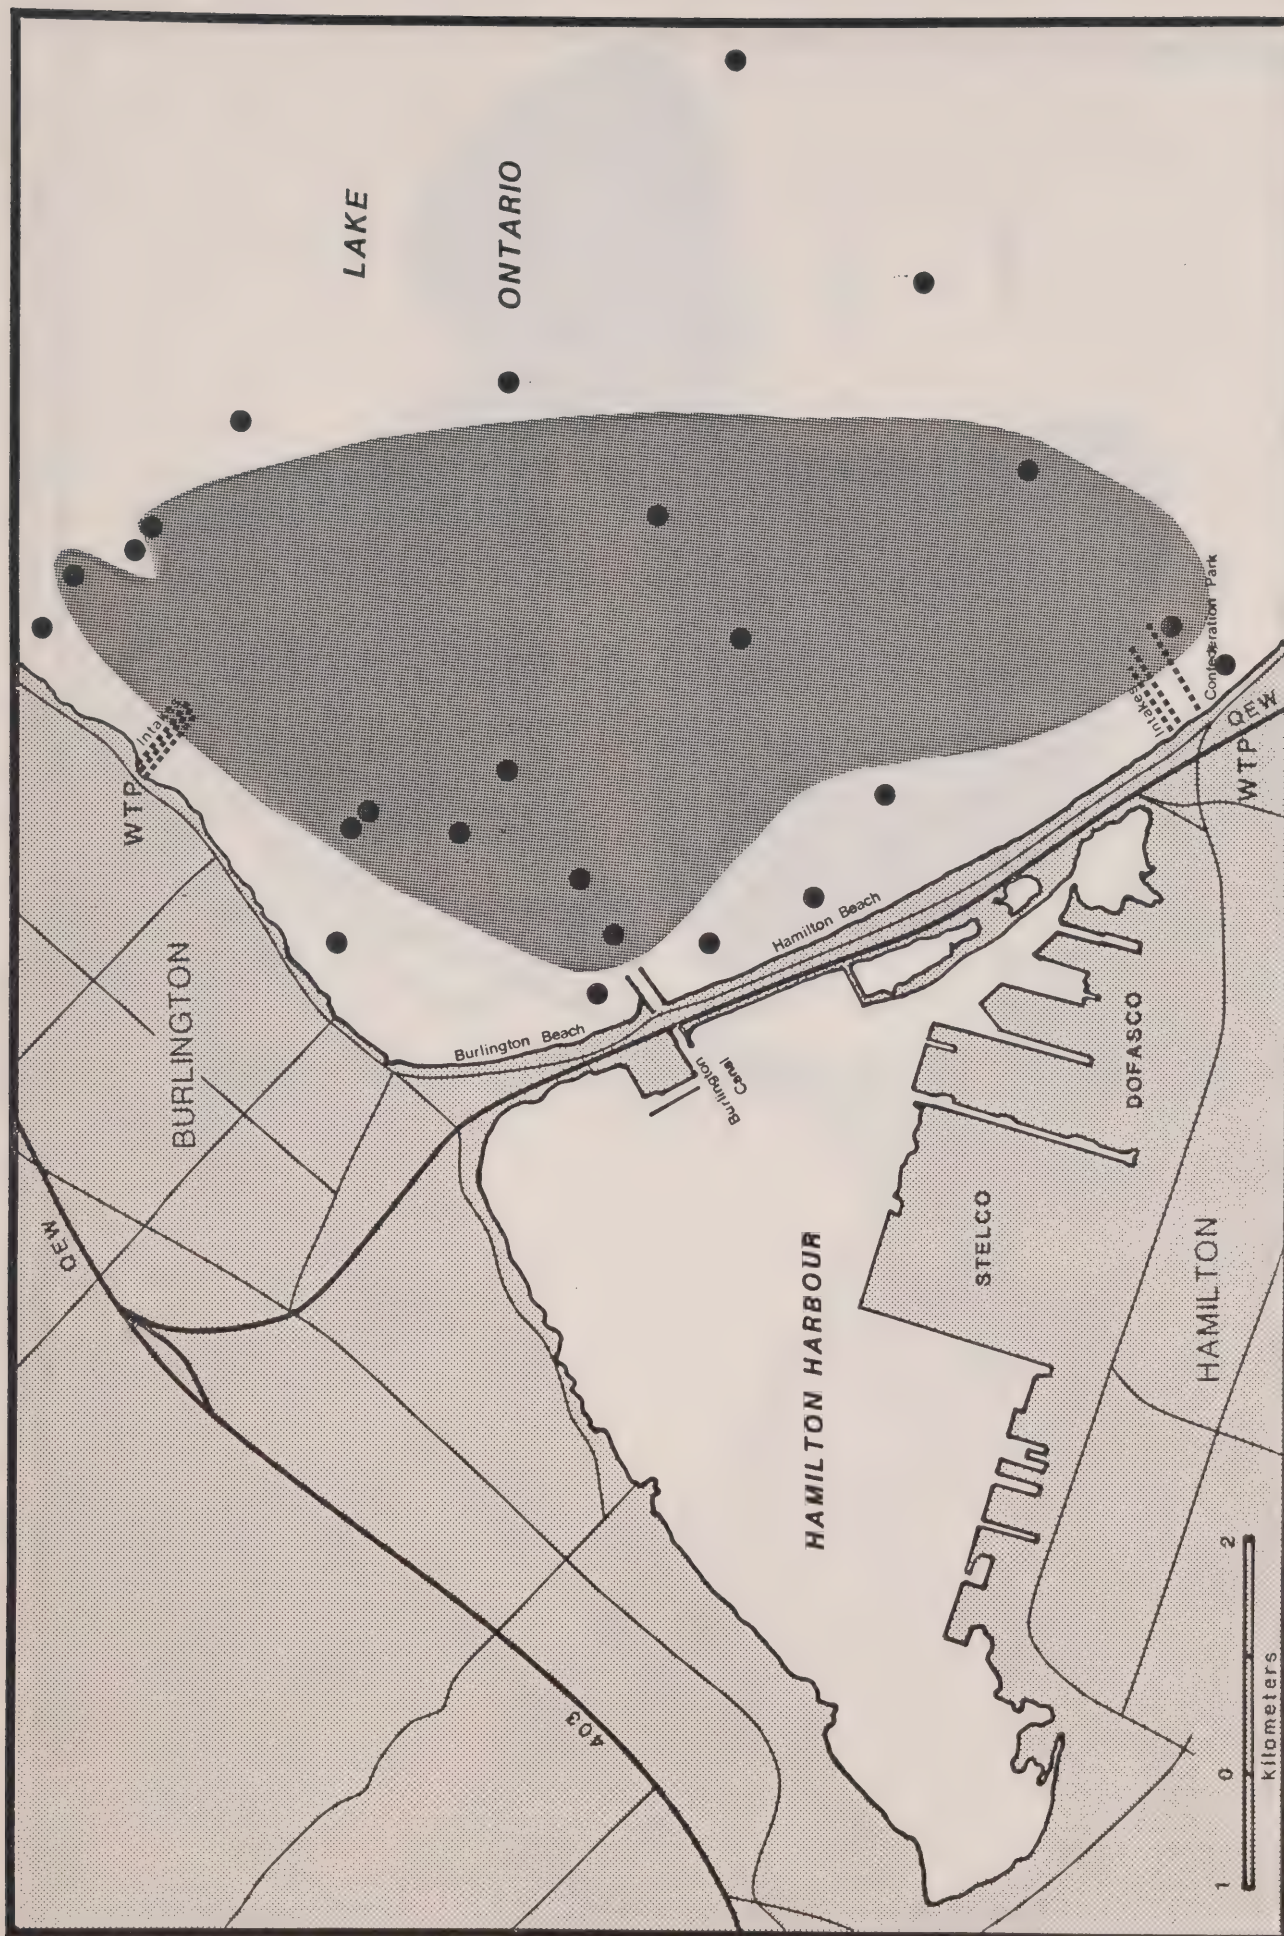 LAKE
ONTARIO
WTP
Intakes
BURLINGTON
QEW
Burlington Beach
Burlington
Canal
Hamilton Beach
Intakes
Confederation Park
QEW
WTP
DOFASCO
STELCO
HAMILTON
HAMILTON HARBOUR
403
1 0 2
kilometers